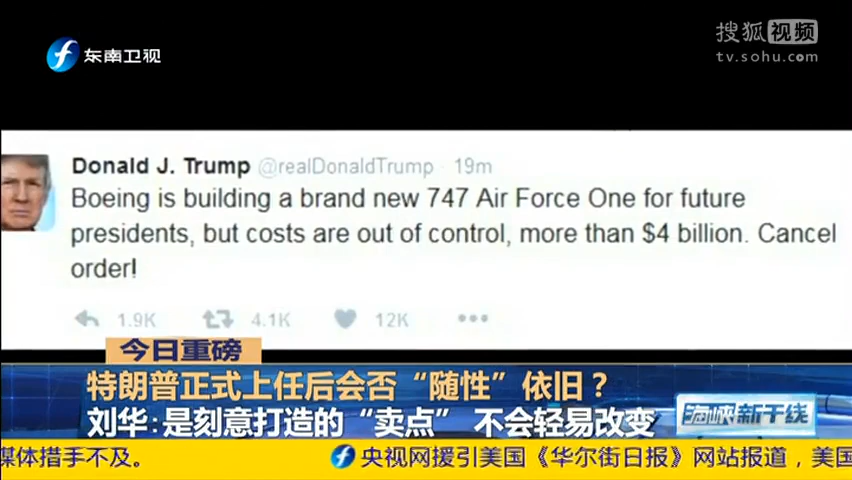 搜狐视频
tv.sohu.com
东南卫视
Donald J. Trump @realDonaldTrump · 19m
Boeing is building a brand new 747 Air Force One for future
presidents, but costs are out of control, more than $4 billion. Cancel
order!
1.9K 4.1K 12K
今日重磅
特朗普正式上任后会否“随性”依旧？
刘华:是刻意打造的“卖点” 不会轻易改变
海峡新干线
媒体措手不及。 央视网援引美国《华尔街日报》网站报道，美国